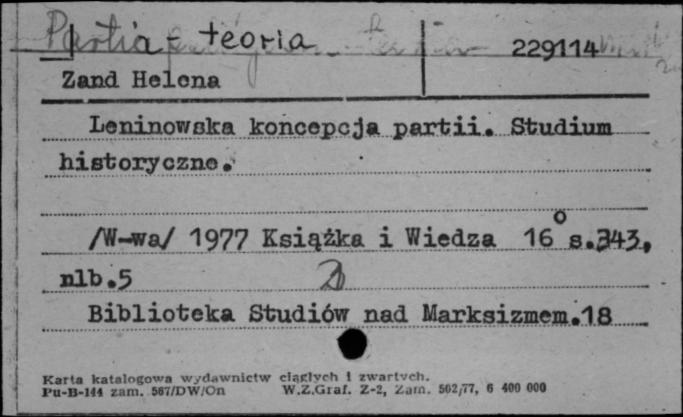 Partia - teoria
229114
Zand Helena
Leninowska koncepcja partii. Studium
historyczne.
/W-wa/ 1977 Książka i Wiedza 16° s.343,
nlb.5
Biblioteka Studiów nad Marksizmem.18
Karta katalogowa wydawnictw ciągłych i zwartych.
Pu-B-144 zam. 567/DW/On W.Z.Graf. Z-2, Zam. 502/77, 6 400 000